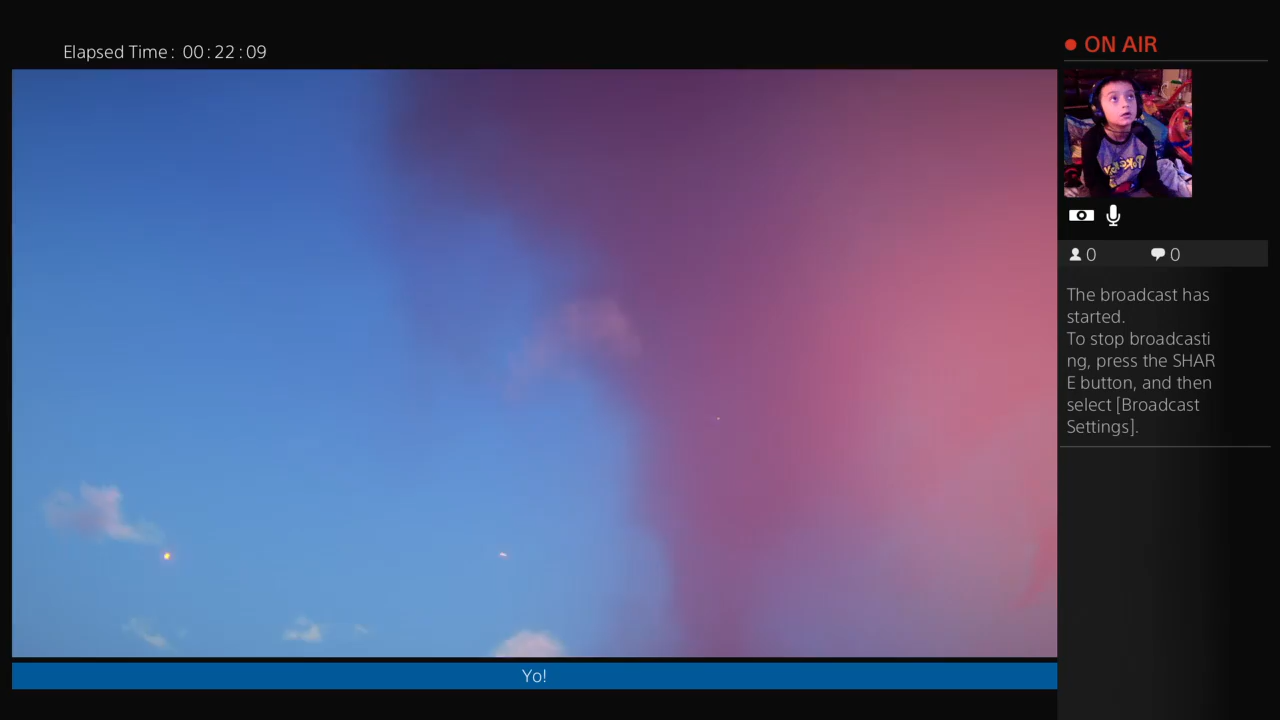 Elapsed Time: 00:22:09
ON AIR
0
0
The broadcast has
started.
To stop broadcasti
ng, press the SHAR
E button, and then
select [Broadcast
Settings].
Yo!